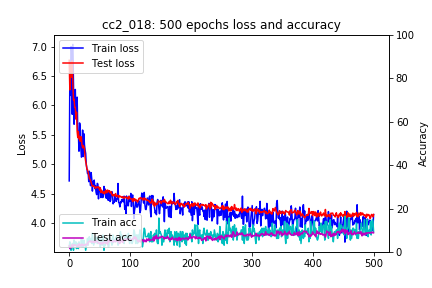 cc2_018: 500 epochs loss and accuracy
Train loss
Test loss
Train acc
Test acc
Loss
Accuracy
7.0
6.5
6.0
5.5
5.0
4.5
4.0
100
80
60
40
20
0
0 100 200 300 400 500